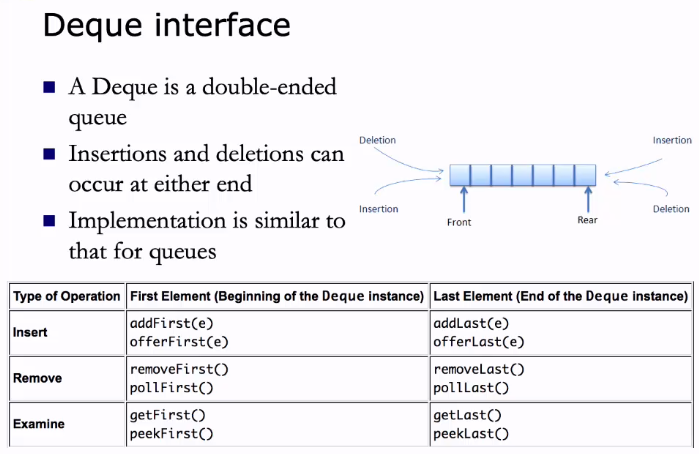 Deque interface
A Deque is a double-ended
queue
Insertions and deletions can
occur at either end
Implementation is similar to
that for queues
Deletion
Insertion
Insertion
Deletion
Front
Rear
Type of Operation First Element (Beginning of the Deque instance) Last Element (End of the Deque instance)
Insert
addFirst(e)
offerFirst(e)
addLast(e)
offerLast(e)
Remove
removeFirst()
pollFirst()
removeLast()
pollLast()
Examine
getFirst()
peekFirst()
getLast()
peekLast()